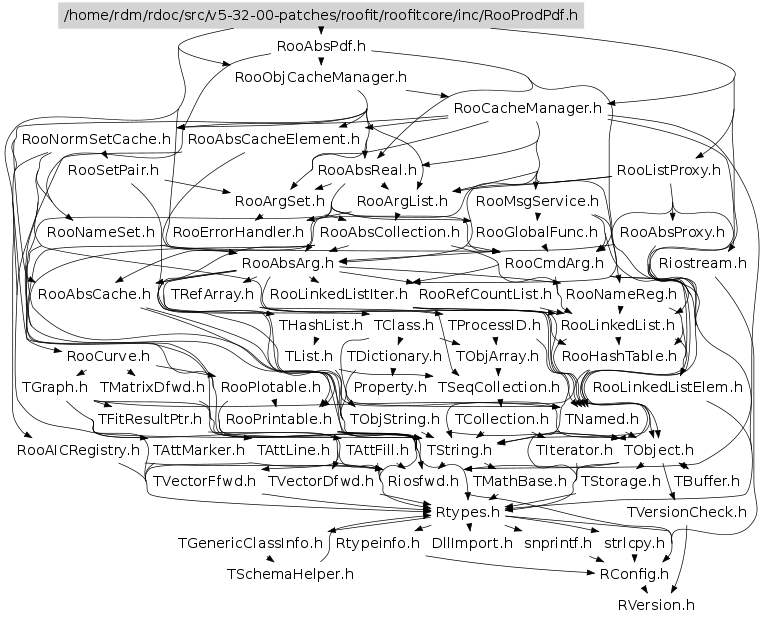 /home/rdm/rdoc/src/v5-32-00-patches/roofit/roofitcore/inc/RooProdPdf.h
RooAbsPdf.h
RooObjCacheManager.h
RooCacheManager.h
RooNormSetCache.h RooAbsCacheElement.h
RooSetPair.h RooAbsReal.h RooListProxy.h
RooArgSet.h RooArgList.h RooMsgService.h
RooNameSet.h RooErrorHandler.h RooAbsCollection.h RooGlobalFunc.h RooAbsProxy.h
RooAbsArg.h RooCmdArg.h Riostream.h
RooAbsCache.h TRefArray.h RooLinkedListIter.h RooRefCountList.h RooNameReg.h
THashList.h TClass.h TProcessID.h RooLinkedList.h
RooCurve.h TList.h TDictionary.h TObjArray.h RooHashTable.h
TGraph.h TMatrixDfwd.h RooPlotable.h Property.h TSeqCollection.h RooLinkedListElem.h
TFitResultPtr.h RooPrintable.h TObjString.h TCollection.h TNamed.h
RooAICRegistry.h TAttMarker.h TAttLine.h TAttFill.h TString.h TIterator.h TObject.h
TVectorFfwd.h TVectorDfwd.h Riosfwd.h TMathBase.h TStorage.h TBuffer.h
Rtypes.h TVersionCheck.h
TGenericClassInfo.h Rtypeinfo.h DllImport.h snprintf.h strlcpy.h
TSchemaHelper.h RConfig.h
RVersion.h